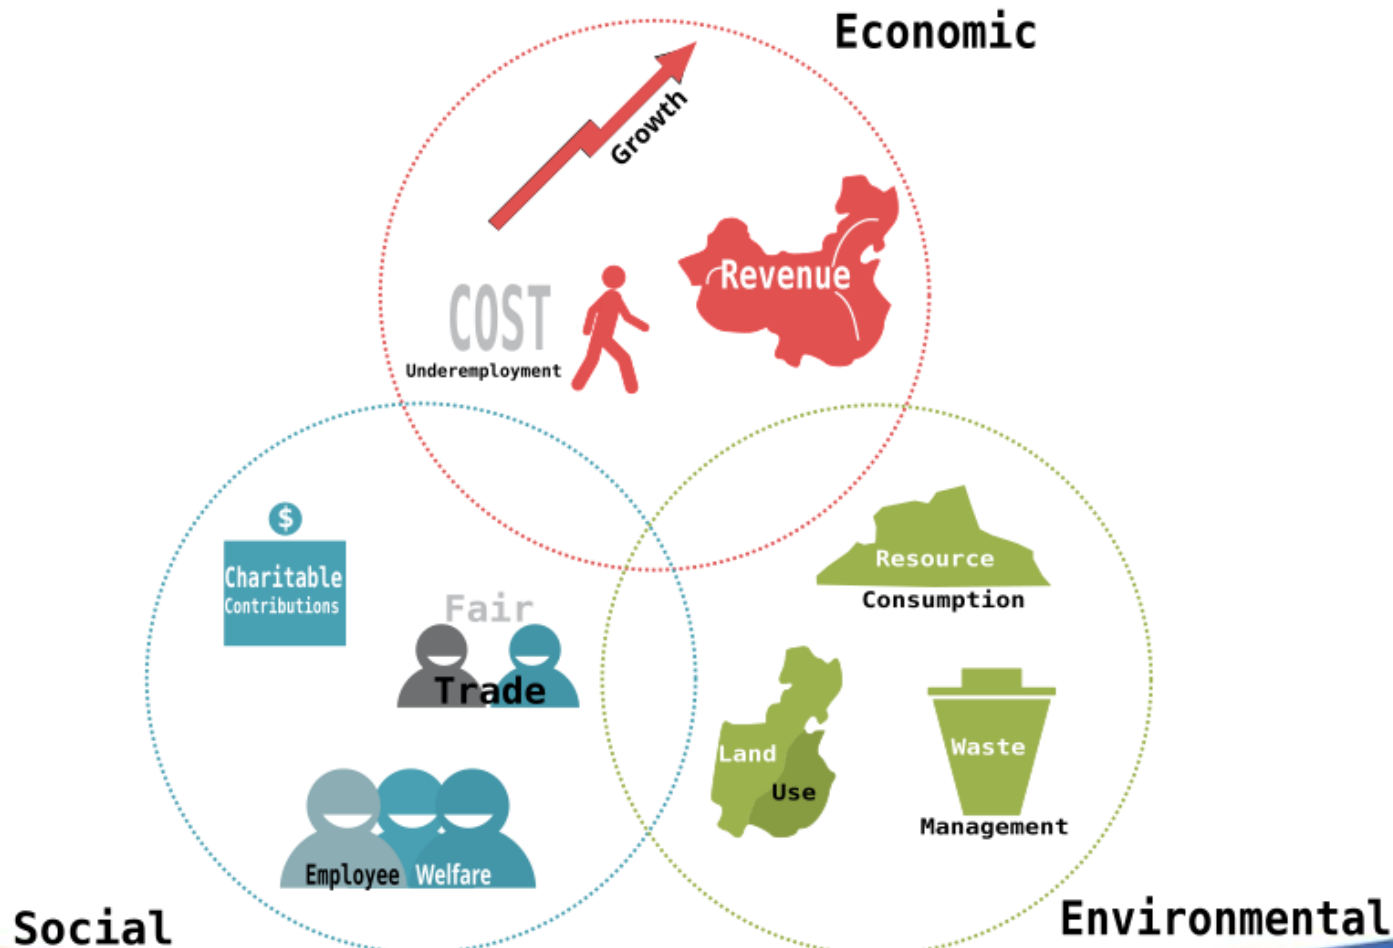 Economic
Growth
Revenue
COST
Underemployment
$
Charitable
Contributions
Fair
Trade
Employee Welfare
Social
Resource
Consumption
Land
Use
Waste
Management
Environmental